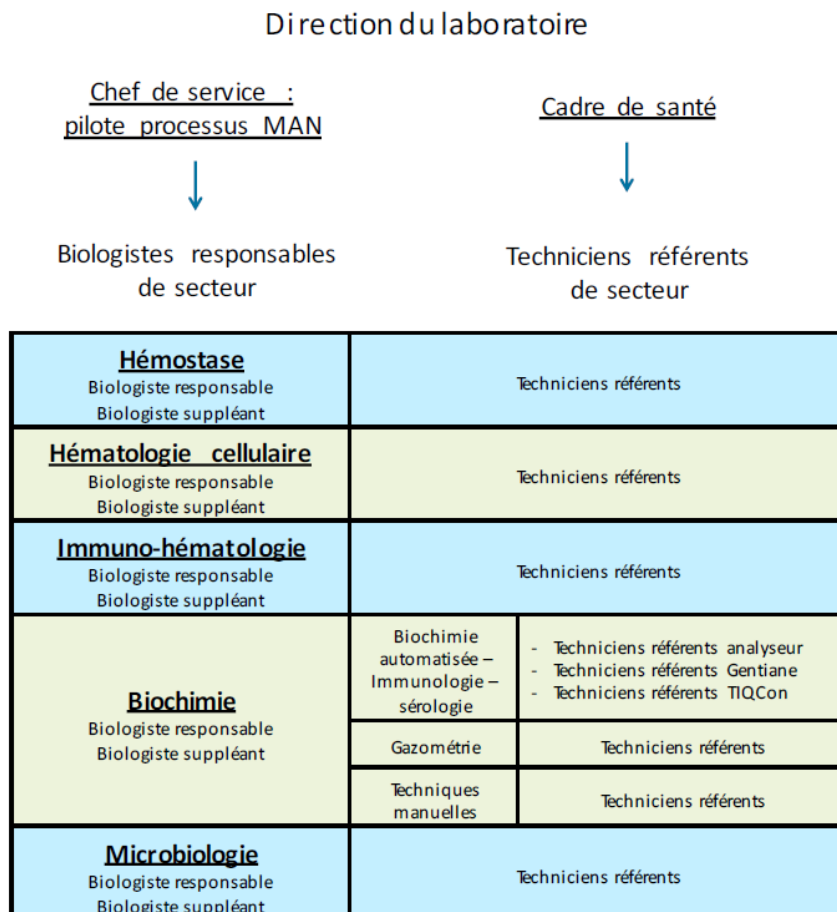 Direction du laboratoire
Chef de service :
pilote processus MAN
Cadre de santé
Biologistes responsables
de secteur
Techniciens référents
de secteur
Hémostase
Biologiste responsable
Biologiste suppléant
Techniciens référents
Hématologie cellulaire
Biologiste responsable
Biologiste suppléant
Techniciens référents
Immuno-hématologie
Biologiste responsable
Biologiste suppléant
Techniciens référents
Biochimie
Biologiste responsable
Biologiste suppléant
Biochimie
automatisée –
Immunologie –
sérologie
- Techniciens référents analyseur
- Techniciens référents Gentiane
- Techniciens référents TIQCon
Gazométrie
Techniciens référents
Techniques
manuelles
Techniciens référents
Microbiologie
Biologiste responsable
Biologiste suppléant
Techniciens référents